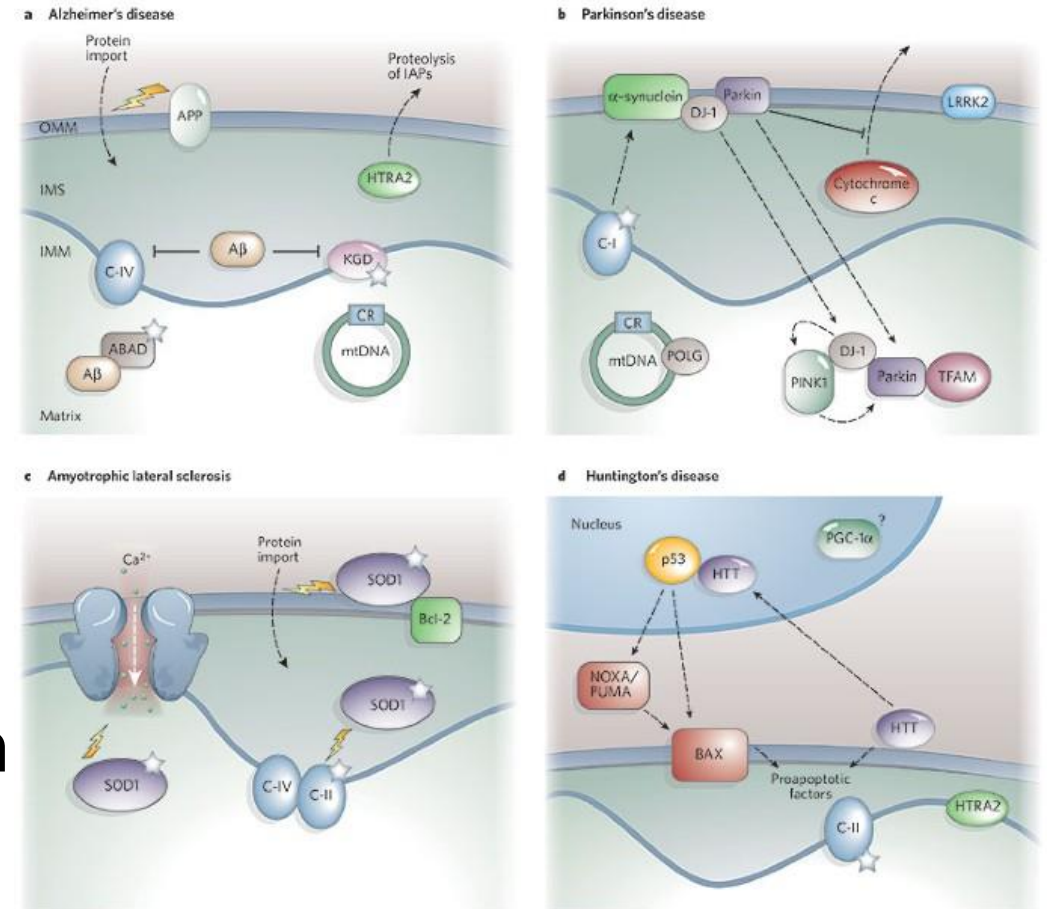 a Alzheimer's disease
Protein
import
APP
Proteolysis
of IAPs
OMM
HTRA2
IMS
IMM
C-IV
Aβ
KGD
CR
mtDNA
ABAD
Aβ
Matrix
b Parkinson's disease
α-synuclein
DJ-1
Parkin
LRRK2
Cytochrome
c
C-I
CR
mtDNA
POLG
DJ-1
PINK1
Parkin
TFAM
c Amyotrophic lateral sclerosis
Ca²⁺
Protein
import
SOD1
Bcl-2
SOD1
SOD1
C-IV
C-II
d Huntington's disease
Nucleus
PGC-1α
?
p53
HTT
NOXA/
PUMA
HTT
BAX
Proapoptotic
factors
HTRA2
C-II